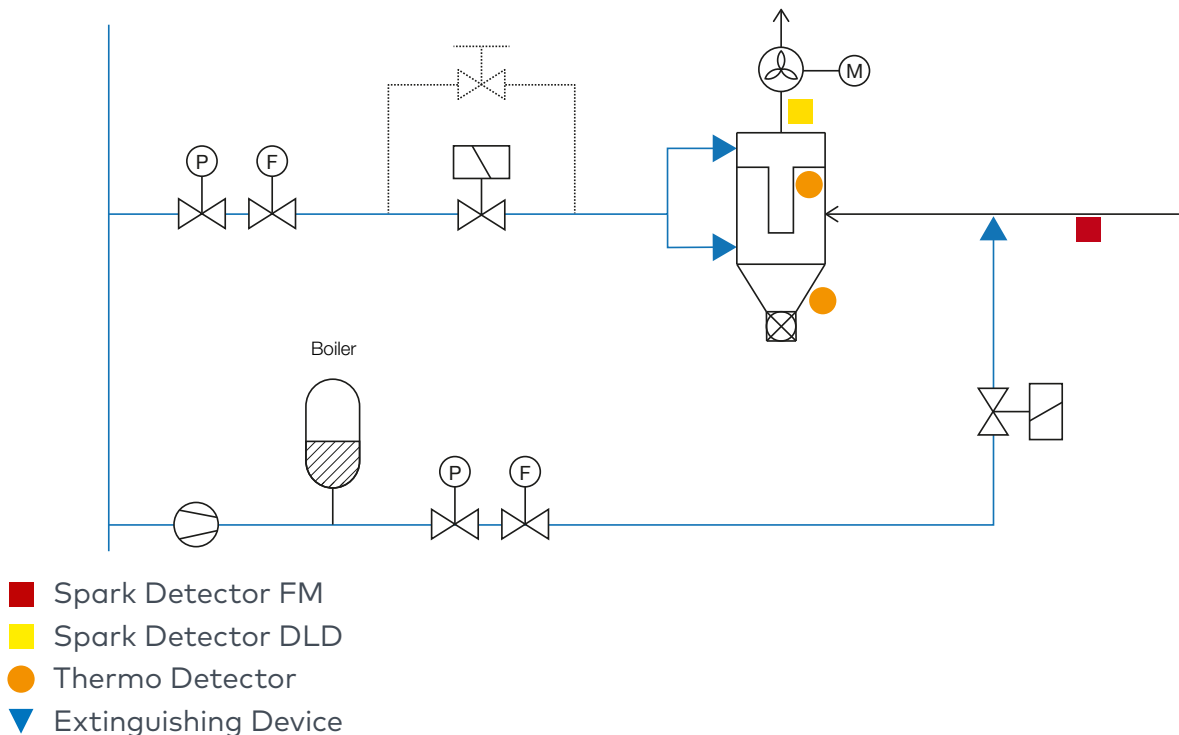 M
P
F
Boiler
P
F
Spark Detector FM
Spark Detector DLD
Thermo Detector
Extinguishing Device